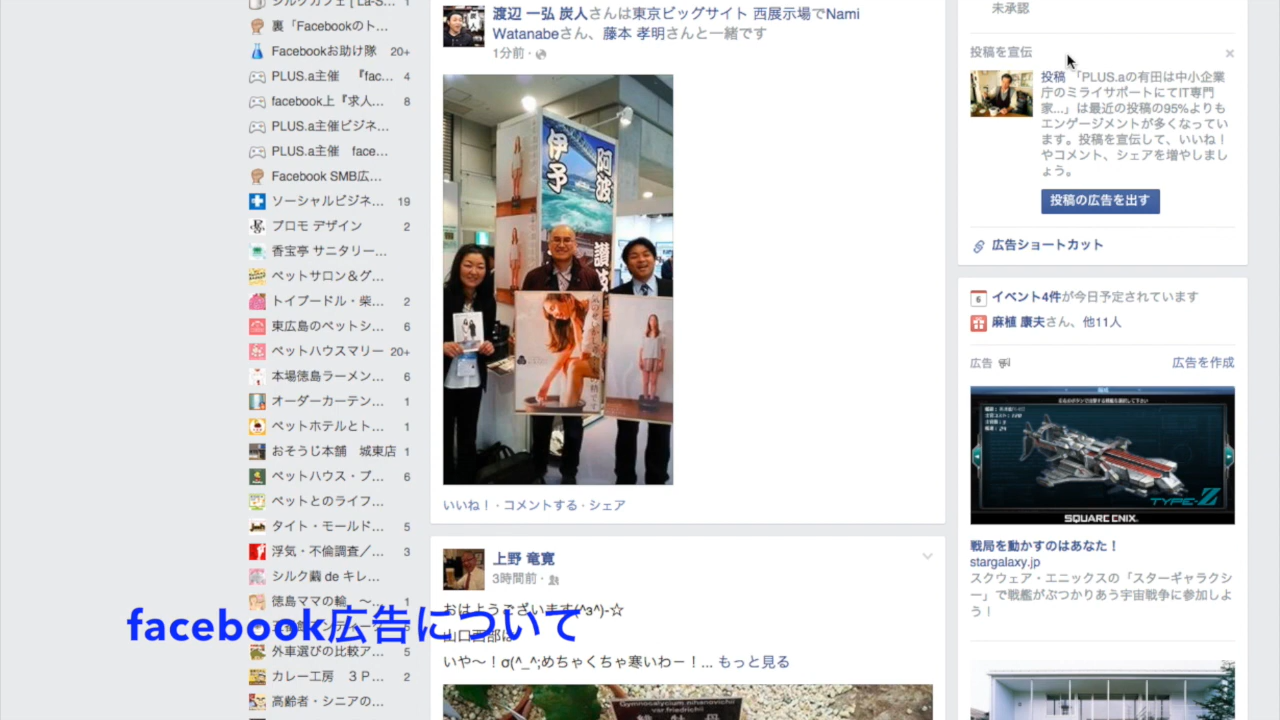 シルクカフェ [ La-S... 1
裏「Facebookのト...
Facebookお助け隊 20+
PLUS.a主催 『fac... 4
facebook上『求人... 8
PLUS.a主催ビジネ...
PLUS.a主催 face...
Facebook SMB広...
ソーシャルビジネ... 19
プロモ デザイン 2
香宝亭 サニタリー...
ペットサロン＆グ...
トイプードル・柴... 2
東広島のペットシ... 6
ペットハウスマリー 20+
本場徳島ラーメン... 6
オーダーカーテン... 1
ペットホテルとト... 1
おそうじ本舗 城東店 1
ペットハウス・プ... 6
ペットとのライフ...
タイト・モールド... 5
浮気・不倫調査／... 3
シルク繭 de キレ...
徳島ママの輪 〜... 1
外車選びの比較ア... 5
カレー工房 ３Ｐ... 2
高齢者・シニアの...
facebook広告について
渡辺 一弘 炭人さんは東京ビッグサイト 西展示場でNami
Watanabeさん、藤本 孝明さんと一緒です
1分前 ·
伊予
阿波
讃岐
いいね！ · コメントする · シェア
上野 竜寛
3時間前 ·
おはようございます(^з^)-☆
山口西部は
いや〜！σ(^_^;めちゃくちゃ寒いわー！... もっと見る
Gymnocalycium mihanovichii
var friedrichii
未承認
投稿を宣伝
投稿 「PLUS.aの有田は中小企業
庁のミライサポートにてIT専門
家...」は最近の投稿の95%よりも
エンゲージメントが多くなってい
ます。投稿を宣伝して、いいね！
やコメント、シェアを増やしまし
ょう。
投稿の広告を出す
広告ショートカット
6 イベント4件が今日予定されています
麻植 康夫さん、他11人
広告
広告を作成
TYPE-Z
SQUARE ENIX.
戦局を動かすのはあなた！
stargalaxy.jp
スクウェア・エニックスの「スターギャラクシ
ー」で戦艦がぶつかりあう宇宙戦争に参加しよ
う！